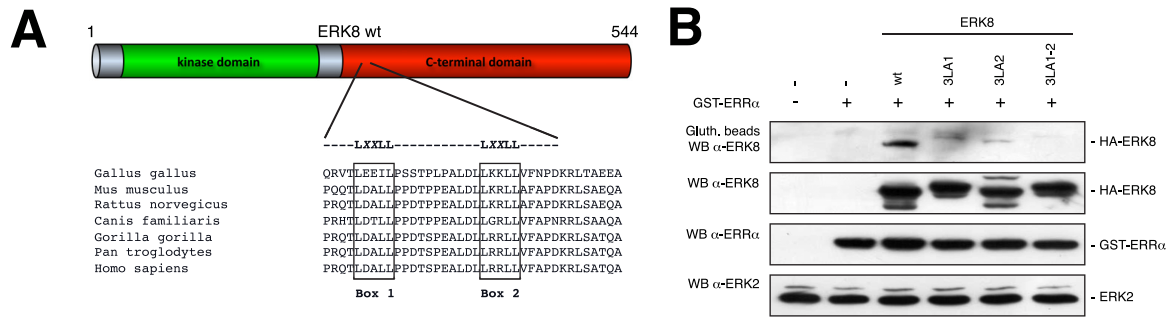 A
1 ERK8 wt 544
kinase domain C-terminal domain
-----LXXLL-----------LXXLL-------
Gallus gallus QRVTLEEILPSSTPLPALDLLKKLLVFNPDKRLTAEEA
Mus musculus PQQTLDALLPPDTPPEALDLLKRLLAFAPDKRLSAAQA
Rattus norvegicus PRQTLDALLPPDTPPEALDLLKRLLAFAPDKRLSAAQA
Canis familiaris PRHTLDTLLPPDTPPEALDLLGRLLVFAPNRRLSAAQA
Gorilla gorilla PRQTLDALLPPDTSPEALDLLRRLLVFAPDKRLSATQA
Pan troglodytes PRQTLDALLPPDTSPEALDLLRRLLVFAPDKRLSATQA
Homo sapiens PRQTLDALLPPDTSPEALDLLRRLLVFAPDKRLSATQA
Box 1 Box 2
B
ERK8
- - wt 3LA1 3LA2 3LA1-2
GST-ERRα - + + + + +
Gluth. beads
WB α-ERK8 - HA-ERK8
WB α-ERK8 - HA-ERK8
WB α-ERRα - GST-ERRα
WB α-ERK2 - ERK2